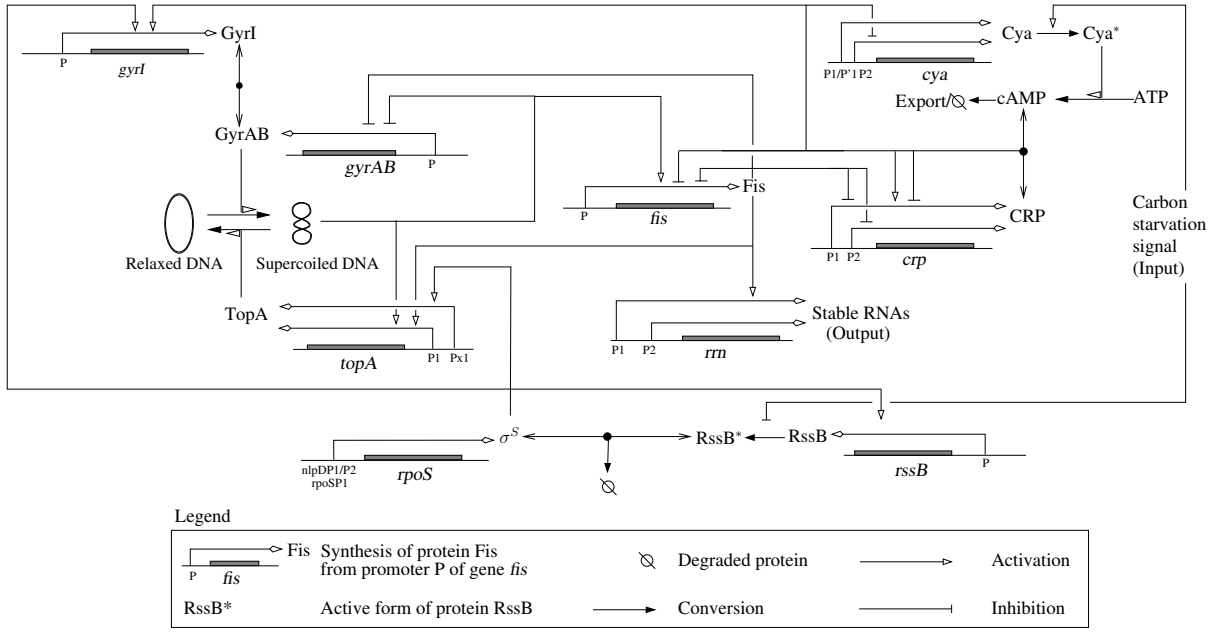 GyrI
P
gyrI
GyrAB
gyrAB
P
Cya
Cya*
P1/P'1 P2
cya
Export/
cAMP
ATP
Fis
P
fis
CRP
P1 P2
crp
Carbon
starvation
signal
(Input)
Relaxed DNA
Supercoiled DNA
TopA
P1 Px1
topA
Stable RNAs
(Output)
P1 P2
rrn
σS
nlpDP1/P2
rpoSP1
rpoS
RssB*
RssB
rssB
P
Legend
Fis
P
fis
Synthesis of protein Fis
from promoter P of gene fis
Degraded protein
Activation
RssB*
Active form of protein RssB
Conversion
Inhibition